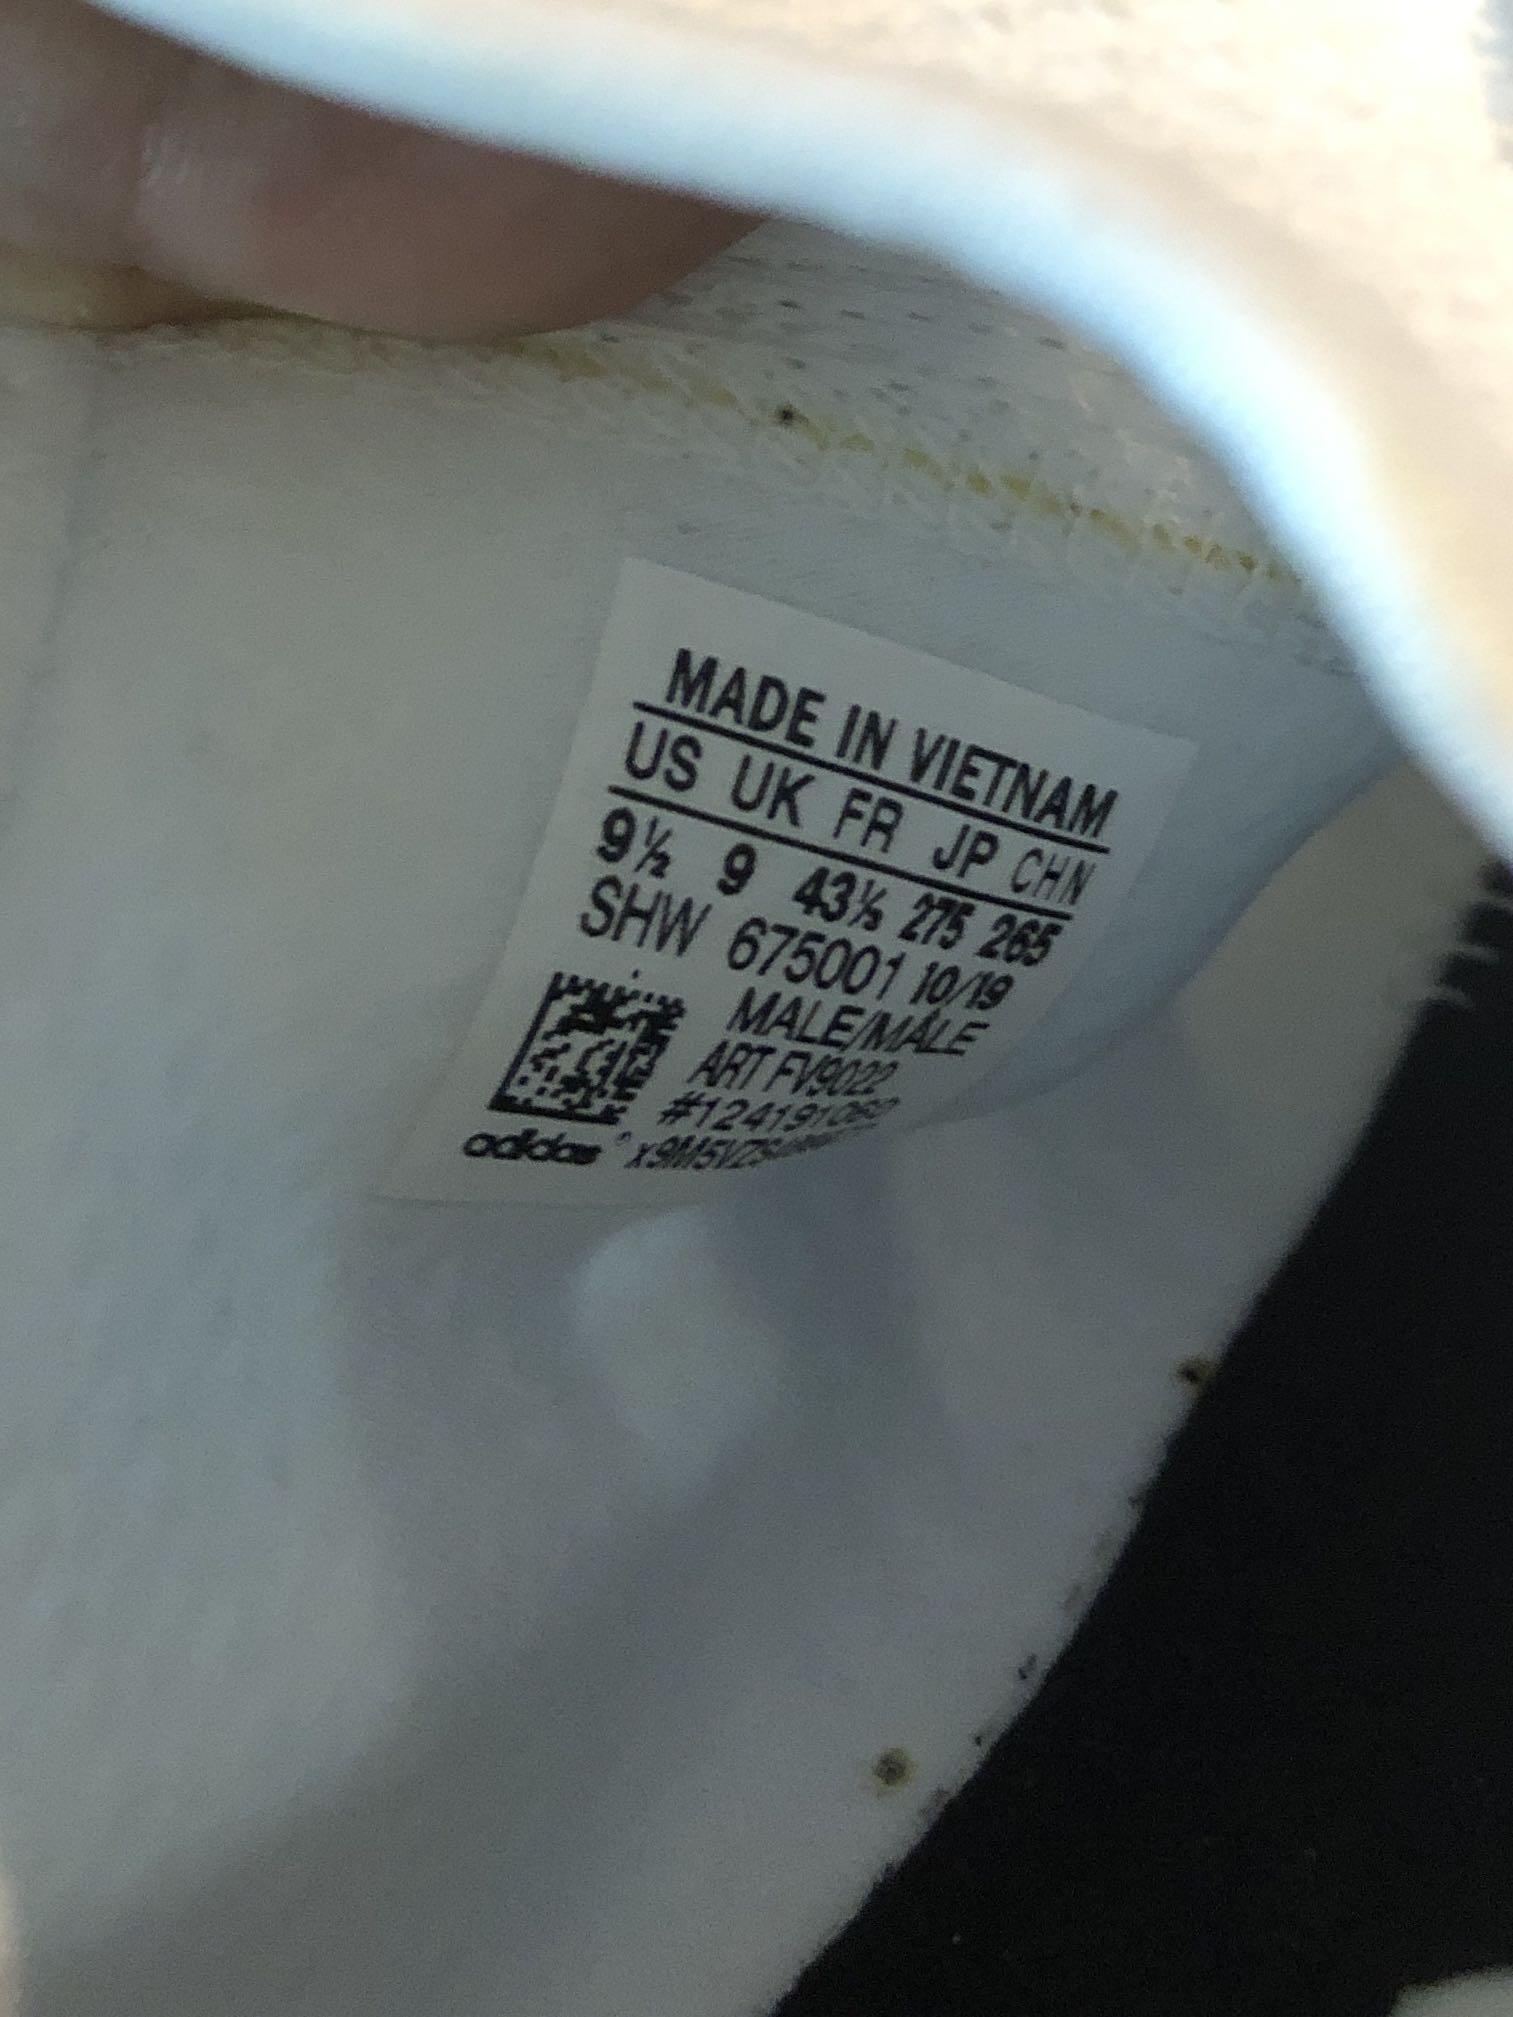 MADE IN VIETNAM
US UK FR JP CHN
9½ 9 43⅓ 275 265
SHW 675001 10/19
MALE/MÂLE
ART FV9022
adidas®